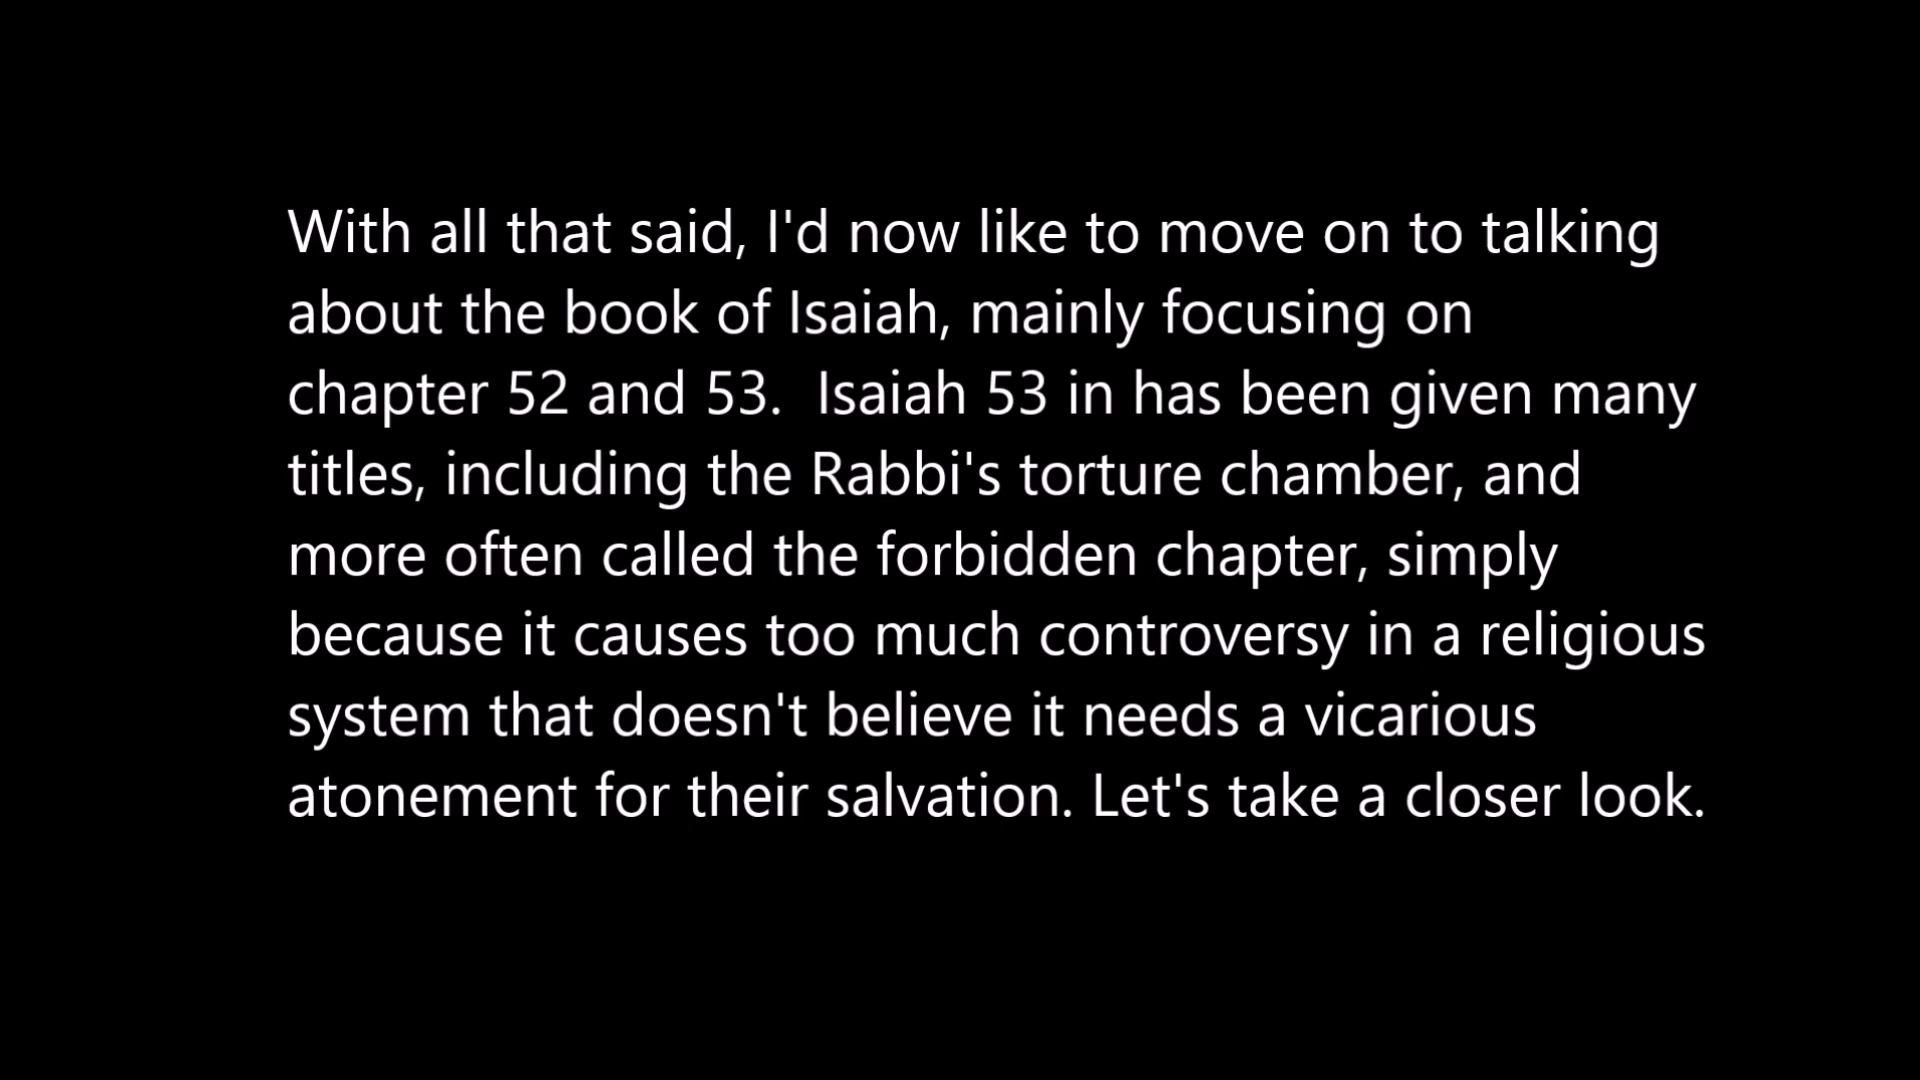 With all that said, I'd now like to move on to talking
about the book of Isaiah, mainly focusing on
chapter 52 and 53.  Isaiah 53 in has been given many
titles, including the Rabbi's torture chamber, and
more often called the forbidden chapter, simply
because it causes too much controversy in a religious
system that doesn't believe it needs a vicarious
atonement for their salvation. Let's take a closer look.